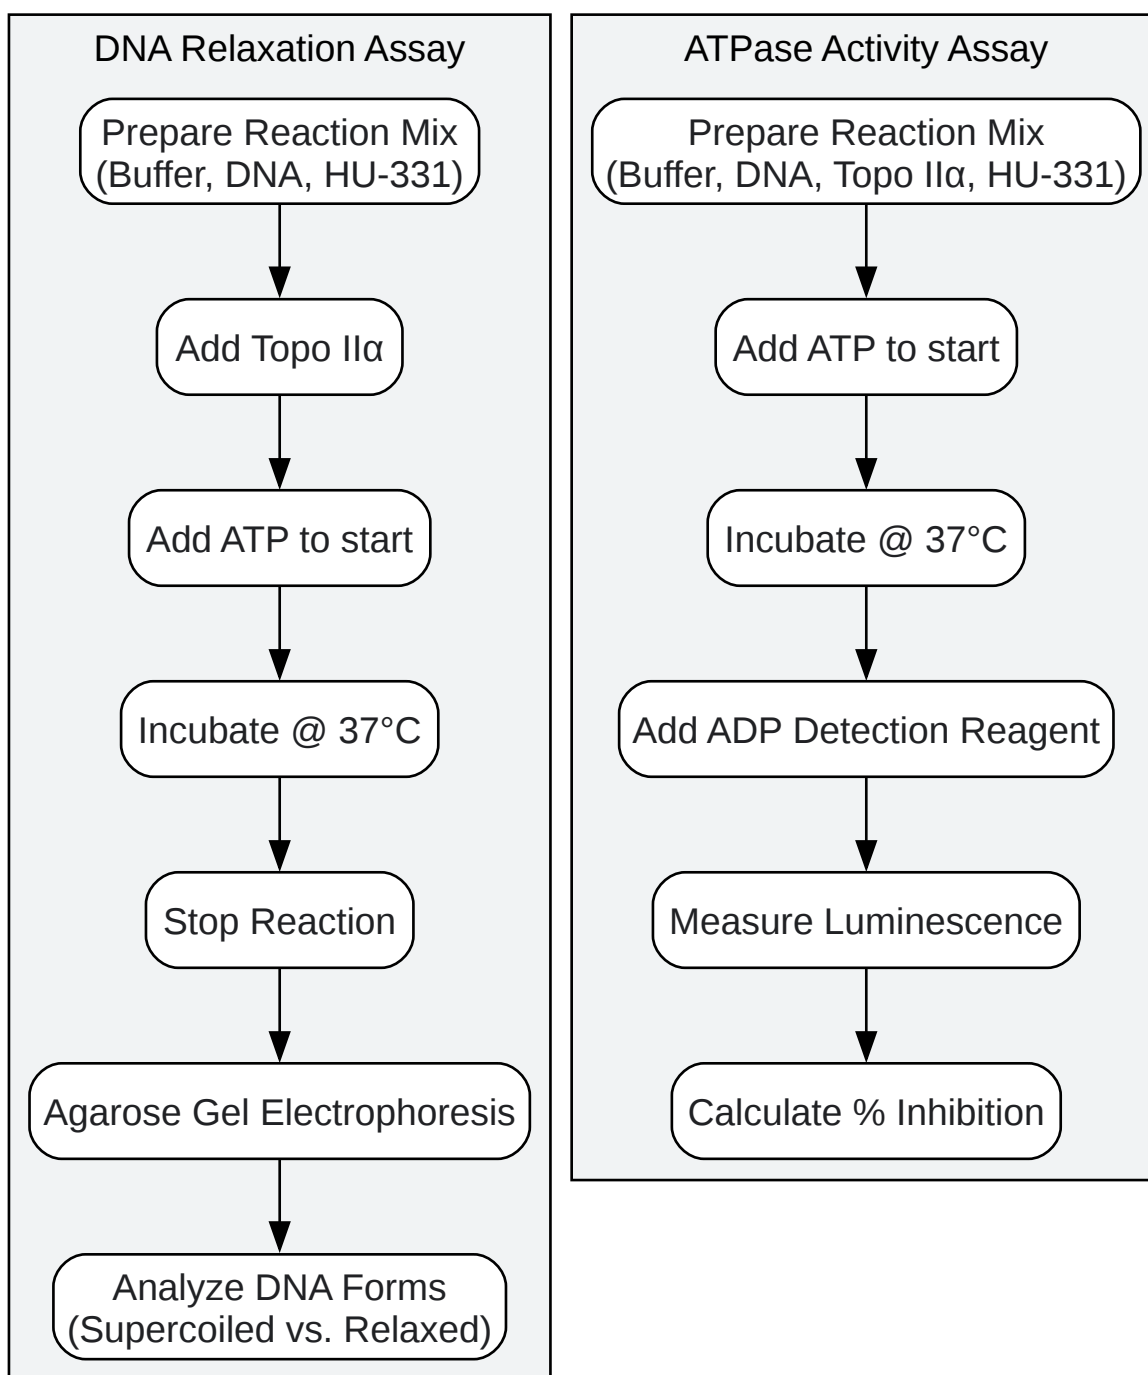 DNA Relaxation Assay
Prepare Reaction Mix
(Buffer, DNA, HU-331)
Add Topo IIα
Add ATP to start
Incubate @ 37°C
Stop Reaction
Agarose Gel Electrophoresis
Analyze DNA Forms
(Supercoiled vs. Relaxed)
ATPase Activity Assay
Prepare Reaction Mix
(Buffer, DNA, Topo IIα, HU-331)
Add ATP to start
Incubate @ 37°C
Add ADP Detection Reagent
Measure Luminescence
Calculate % Inhibition